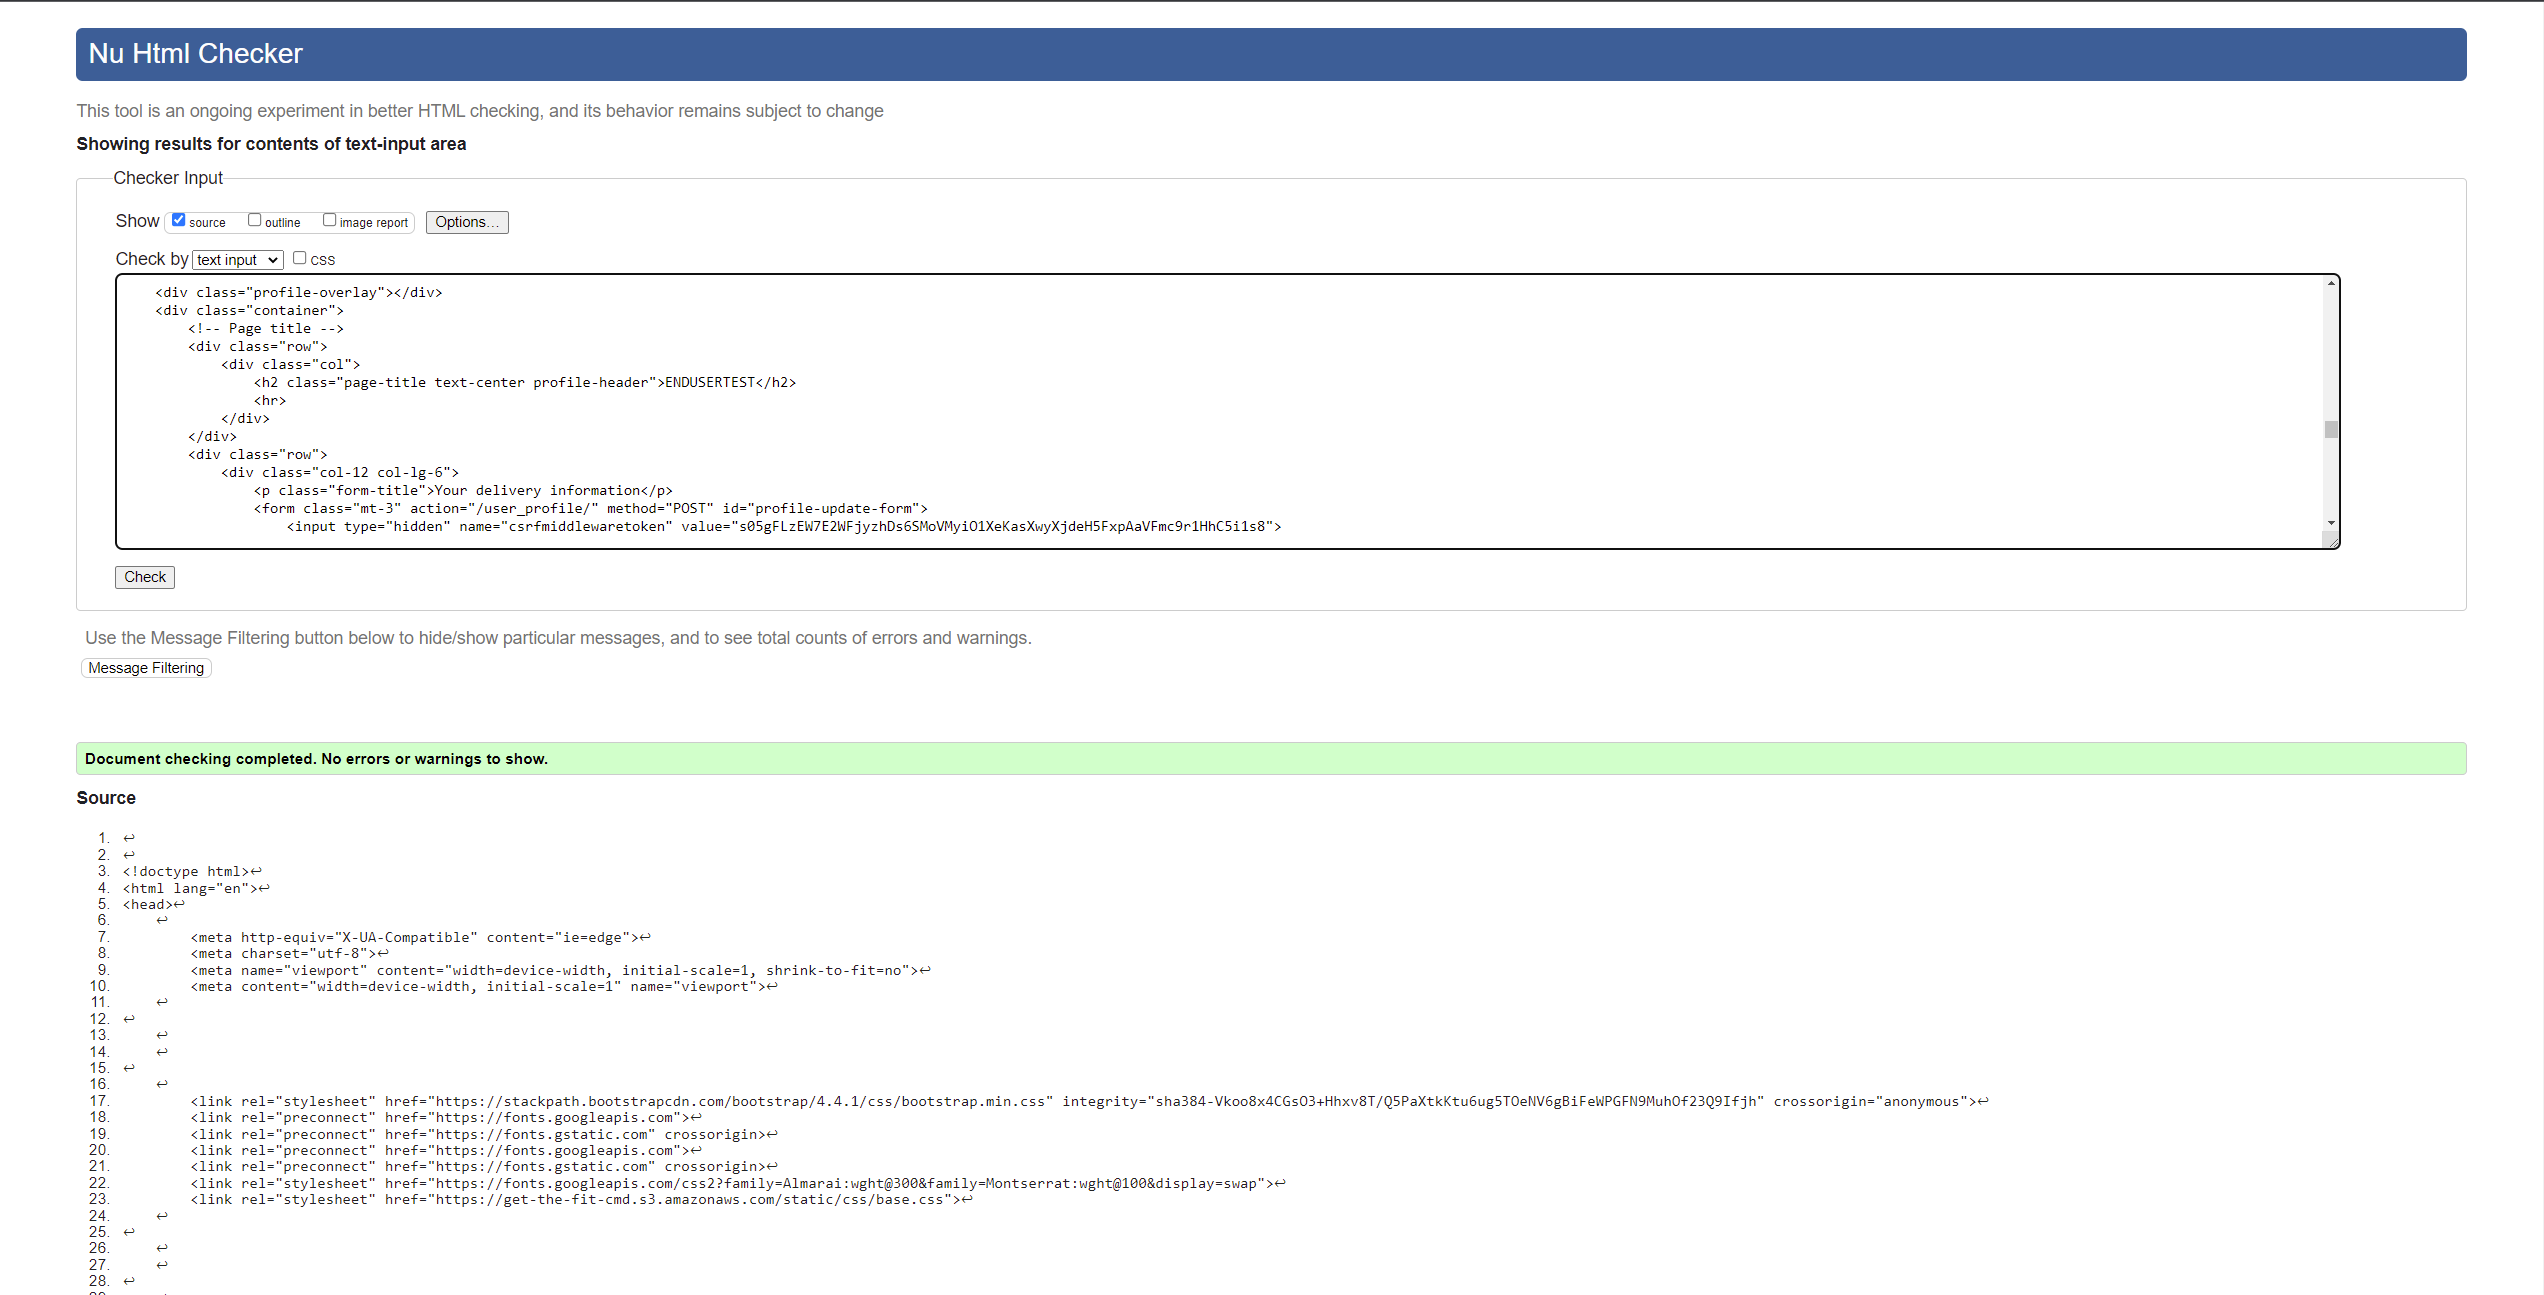 Nu Html Checker
This tool is an ongoing experiment in better HTML checking, and its behavior remains subject to change
Showing results for contents of text-input area
Checker Input
Show source outline image report Options...
Check by text input css
<div class="profile-overlay"></div>
<div class="container">
<!-- Page title -->
<div class="row">
<div class="col">
<h2 class="page-title text-center profile-header">ENDUSERTEST</h2>
<hr>
</div>
</div>
<div class="row">
<div class="col-12 col-lg-6">
<p class="form-title">Your delivery information</p>
<form class="mt-3" action="/user_profile/" method="POST" id="profile-update-form">
<input type="hidden" name="csrfmiddlewaretoken" value="s05gFLzEW7E2WFjyzhDs6SMoVMyiO1XeKasXwyXjdeH5FxpAaVFmc9r1HhC5i1s8">
Check
Use the Message Filtering button below to hide/show particular messages, and to see total counts of errors and warnings.
Message Filtering
Document checking completed. No errors or warnings to show.
Source
1. ↩
2. ↩
3. <!doctype html>↩
4. <html lang="en">↩
5. <head>↩
6. ↩
7. <meta http-equiv="X-UA-Compatible" content="ie=edge">↩
8. <meta charset="utf-8">↩
9. <meta name="viewport" content="width=device-width, initial-scale=1, shrink-to-fit=no">↩
10. <meta content="width=device-width, initial-scale=1" name="viewport">↩
11. ↩
12. ↩
13. ↩
14. ↩
15. ↩
16. ↩
17. <link rel="stylesheet" href="https://stackpath.bootstrapcdn.com/bootstrap/4.4.1/css/bootstrap.min.css" integrity="sha384-Vkoo8x4CGsO3+Hhxv8T/Q5PaXtkKtu6ug5TOeNV6gBiFeWPGFN9MuhOf23Q9Ifjh" crossorigin="anonymous">↩
18. <link rel="preconnect" href="https://fonts.googleapis.com">↩
19. <link rel="preconnect" href="https://fonts.gstatic.com" crossorigin>↩
20. <link rel="preconnect" href="https://fonts.googleapis.com">↩
21. <link rel="preconnect" href="https://fonts.gstatic.com" crossorigin>↩
22. <link rel="stylesheet" href="https://fonts.googleapis.com/css2?family=Almarai:wght@300&family=Montserrat:wght@100&display=swap">↩
23. <link rel="stylesheet" href="https://get-the-fit-cmd.s3.amazonaws.com/static/css/base.css">↩
24. ↩
25. ↩
26. ↩
27. ↩
28. ↩